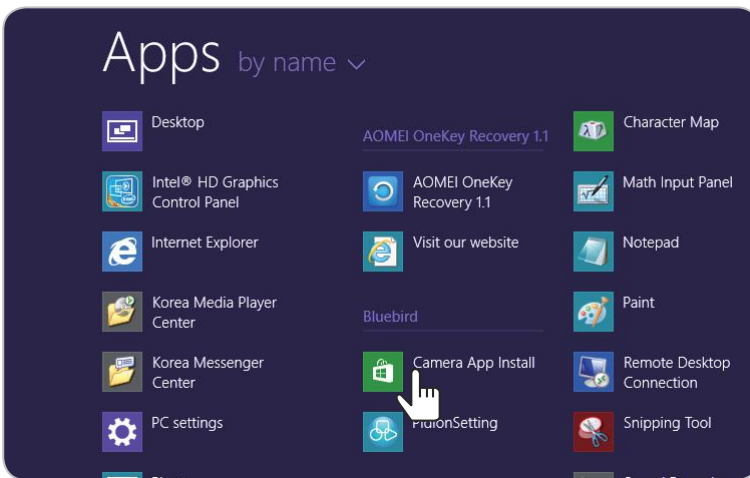 Apps by name
Desktop
Intel® HD Graphics
Control Panel
Internet Explorer
Korea Media Player
Center
Korea Messenger
Center
PC settings
AOMEI OneKey Recovery 1.1
AOMEI OneKey
Recovery 1.1
Visit our website
Bluebird
Camera App Install
PidionSetting
Character Map
Math Input Panel
Notepad
Paint
Remote Desktop
Connection
Snipping Tool